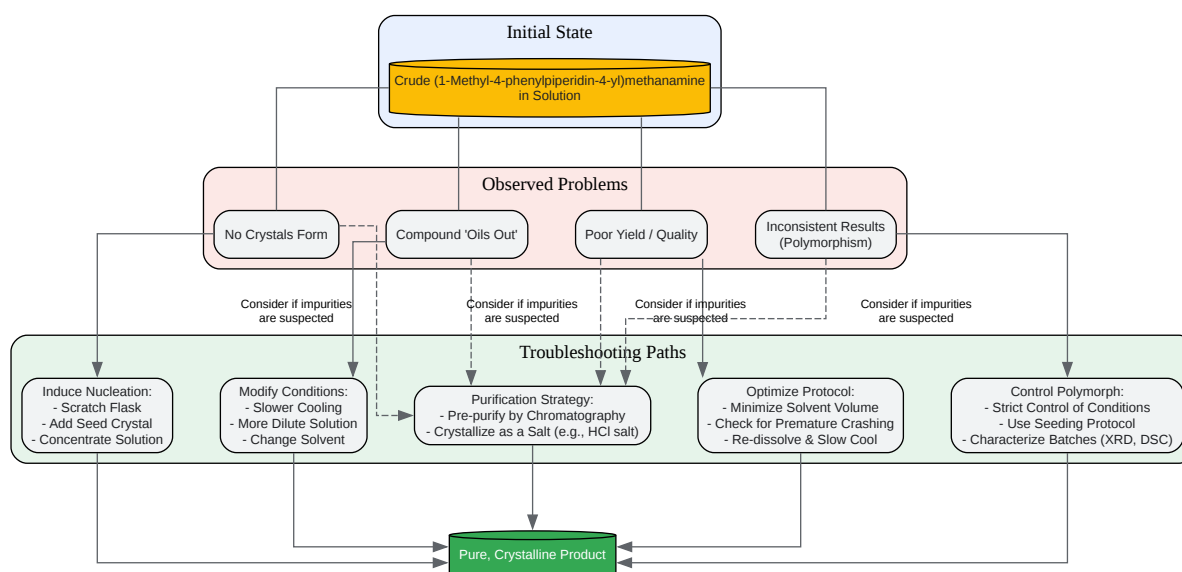 Initial State
Crude (1-Methyl-4-phenylpiperidin-4-yl)methanamine
in Solution
Observed Problems
No Crystals Form
Compound 'Oils Out'
Poor Yield / Quality
Inconsistent Results
(Polymorphism)
Consider if impurities
are suspected
Consider if impurities
are suspected
Consider if impurities
are suspected
Consider if impurities
are suspected
Troubleshooting Paths
Induce Nucleation:
- Scratch Flask
- Add Seed Crystal
- Concentrate Solution
Modify Conditions:
- Slower Cooling
- More Dilute Solution
- Change Solvent
Purification Strategy:
- Pre-purify by Chromatography
- Crystallize as a Salt (e.g., HCl salt)
Optimize Protocol:
- Minimize Solvent Volume
- Check for Premature Crashing
- Re-dissolve & Slow Cool
Control Polymorph:
- Strict Control of Conditions
- Use Seeding Protocol
- Characterize Batches (XRD, DSC)
Pure, Crystalline Product